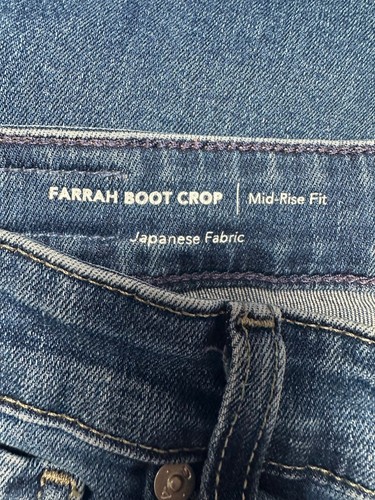 FARRAH BOOT CROP | Mid-Rise Fit
Japanese Fabric